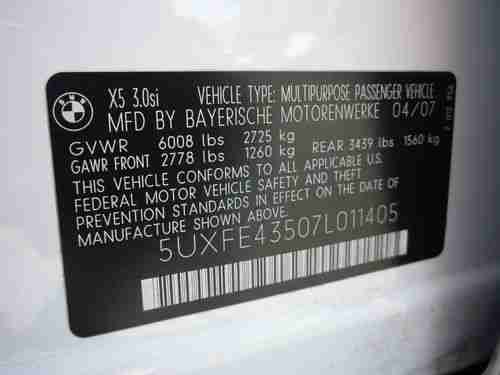 BMW
X5 3.0si VEHICLE TYPE: MULTIPURPOSE PASSENGER VEHICLE
MFD BY BAYERISCHE MOTORENWERKE 04/07
GVWR 6008 lbs 2725 kg
GAWR FRONT 2778 lbs 1260 kg REAR 3439 lbs 1560 kg
THIS VEHICLE CONFORMS TO ALL APPLICABLE U.S.
FEDERAL MOTOR VEHICLE SAFETY, BUMPER, AND THEFT
PREVENTION STANDARDS IN EFFECT ON THE DATE OF
MANUFACTURE SHOWN ABOVE.
5UXFE43507L011405